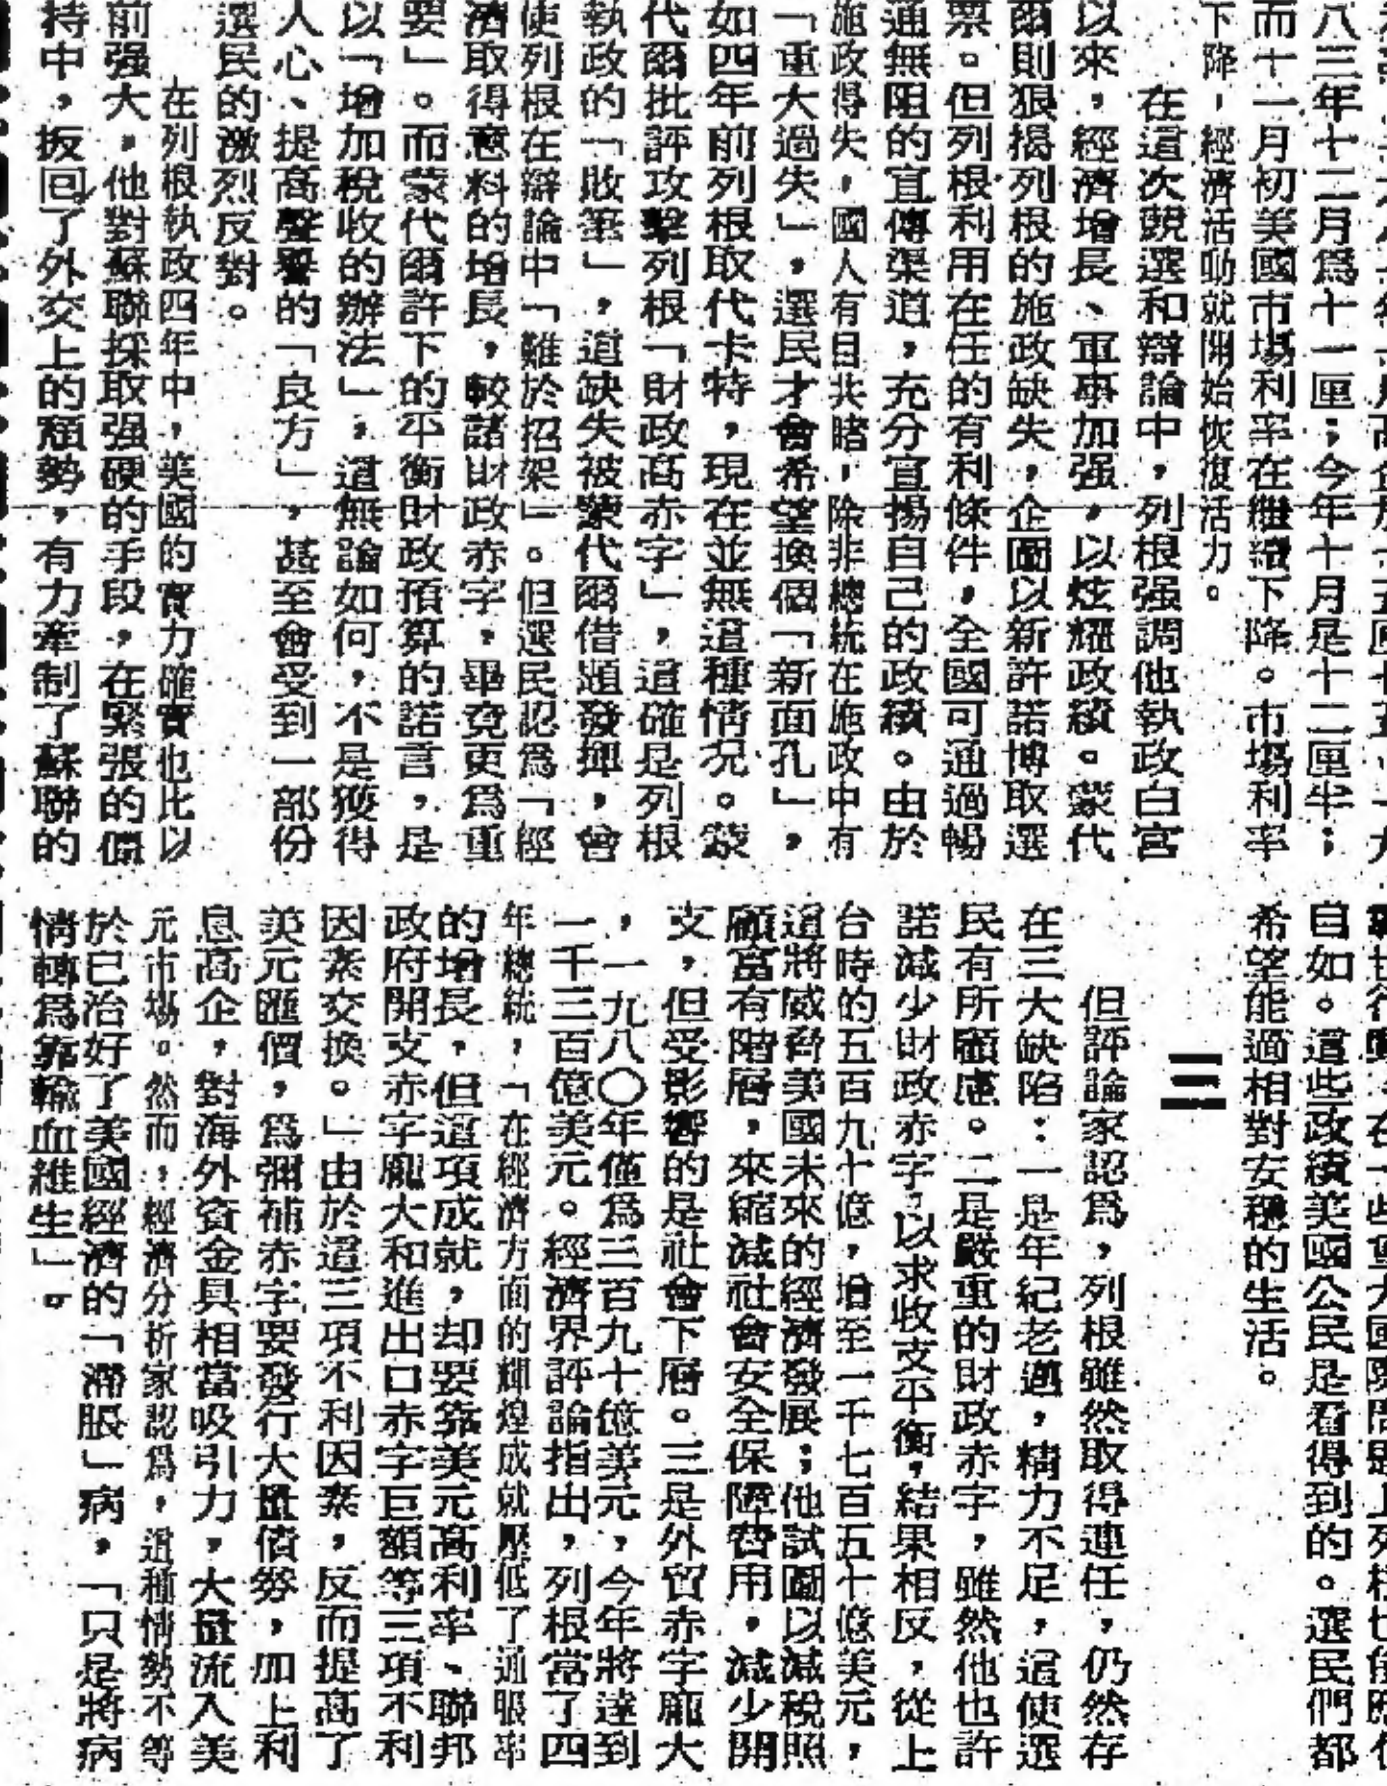 八三年十二月爲十一厘；今年十月是十二厘半；
而十一月初美國市場利率在繼續下降。市場利率
下降，經濟活動就開始恢復活力。
在這次競選和辯論中，列根强調他執政白宮
以來，經濟增長、軍事加强，以炫耀政績。蒙代
爾則狠揭列根的施政缺失，企圖以新許諾博取選
票。但列根利用在任的有利條件，全國可通過暢
通無阻的宣傳渠道，充分宣揚自己的政績。由於
施政得失，國人有目共睹，除非總統在施政中有
「重大過失」，選民才會希望換個「新面孔」，
如四年前列根取代卡特，現在並無這種情況。蒙
代爾批評攻擊列根「財政高赤字」，這確是列根
執政的「敗筆」，這缺失被蒙代爾借題發揮，會
使列根在辯論中「難於招架」。但選民認爲「經
濟取得意料的增長，較諸財政赤字，畢竟更爲重
要」。而蒙代爾許下的平衡財政預算的諾言，是
以「增加稅收的辦法」，這無論如何，不是獲得
人心、提高聲譽的「良方」，甚至會受到一部份
選民的激烈反對。
在列根執政四年中，美國的實力確實也比以
前强大，他對蘇聯採取强硬的手段，在緊張的僵
持中，扳回了外交上的頹勢，有力牽制了蘇聯的
自如。這些政績美國公民是看得到的。選民們都
希望能過相對安穩的生活。
三
但評論家認爲，列根雖然取得連任，仍然存
在三大缺陷：一是年紀老邁，精力不足，這使選
民有所顧慮。二是嚴重的財政赤字，雖然他也許
諾減少財政赤字，以求收支平衡，結果相反，從上
台時的五百九十億，增至一千七百五十億美元，
這將威脅美國未來的經濟發展；他試圖以減稅照
顧富有階層，來縮減社會安全保障費用，減少開
支，但受影響的是社會下層。三是外貿赤字龐大
，一九八〇年僅爲三百九十億美元，今年將達到
一千三百億美元。經濟界評論指出，列根當了四
年總統，「在經濟方面的輝煌成就壓低了通脹率
的增長，但這項成就，却要靠美元高利率、聯邦
政府開支赤字龐大和進出口赤字巨額等三項不利
因素交換。」由於這三項不利因素，反而提高了
美元匯價，爲彌補赤字要發行大量債券，加上利
息高企，對海外資金具相當吸引力，大量流入美
元市場。然而，經濟分析家認爲，這種情勢不等
於已治好了美國經濟的「滯脹」病，「只是將病
情轉爲靠輸血維生」。